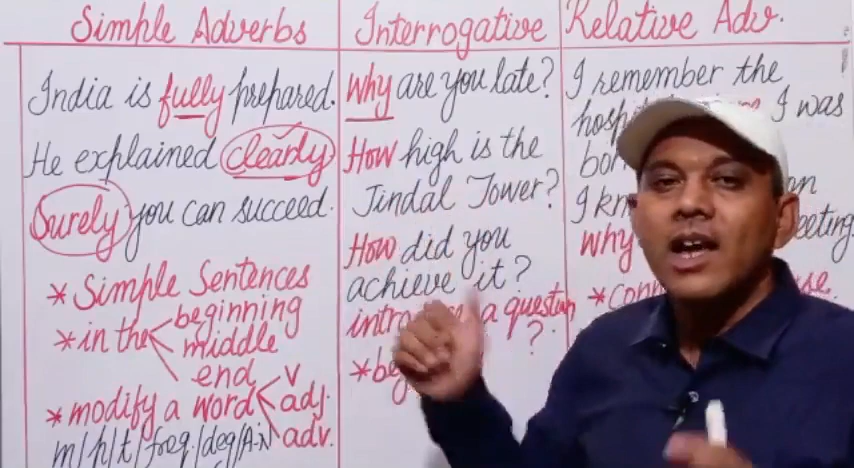 Simple Adverbs
India is fully prepared.
He explained clearly
Surely you can succeed.
* Simple Sentences
* in the beginning
middle
end
* modify a word V
adj.
adv.
m/p/t/freq./deg/A-N
Interrogative
Why are you late?
How high is the
Jindal Tower?
How did you
achieve it?
a question
?
Relative Adv.
I remember the
I was
I
why